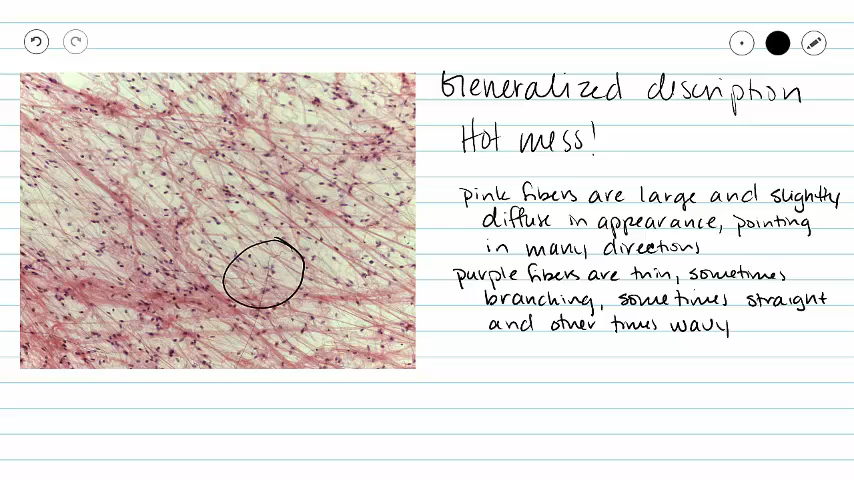 Generalized description
Hot mess!
pink fibers are large and slightly
diffuse in appearance, pointing
in many directions
purple fibers are thin, sometimes
branching, sometimes straight
and other times wavy